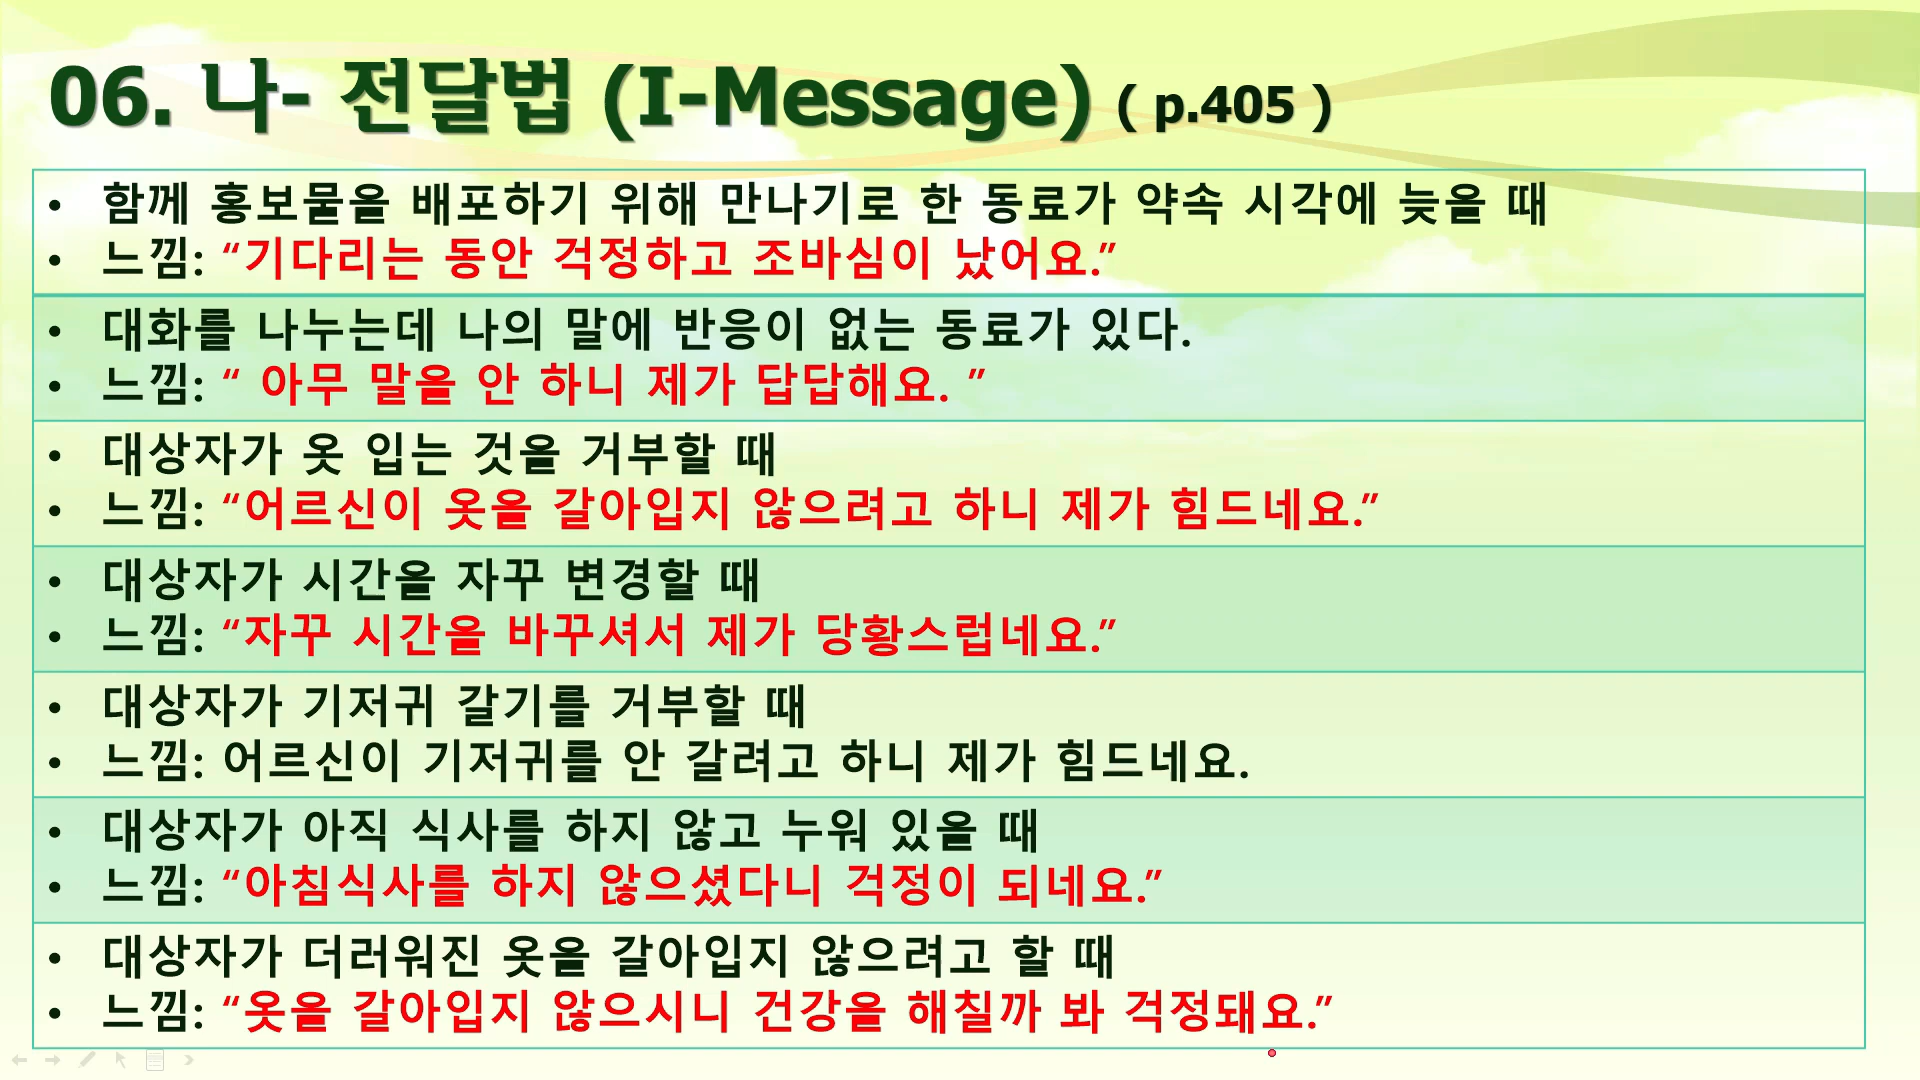 06. 나- 전달법 (I-Message) ( p.405 )
• 함께 홍보물을 배포하기 위해 만나기로 한 동료가 약속 시각에 늦을 때
• 느낌: “기다리는 동안 걱정하고 조바심이 났어요.”
• 대화를 나누는데 나의 말에 반응이 없는 동료가 있다.
• 느낌: “ 아무 말을 안 하니 제가 답답해요. ”
• 대상자가 옷 입는 것을 거부할 때
• 느낌: “어르신이 옷을 갈아입지 않으려고 하니 제가 힘드네요.”
• 대상자가 시간을 자꾸 변경할 때
• 느낌: “자꾸 시간을 바꾸셔서 제가 당황스럽네요.”
• 대상자가 기저귀 갈기를 거부할 때
• 느낌: 어르신이 기저귀를 안 갈려고 하니 제가 힘드네요.
• 대상자가 아직 식사를 하지 않고 누워 있을 때
• 느낌: “아침식사를 하지 않으셨다니 걱정이 되네요.”
• 대상자가 더러워진 옷을 갈아입지 않으려고 할 때
• 느낌: “옷을 갈아입지 않으시니 건강을 해칠까 봐 걱정돼요.”